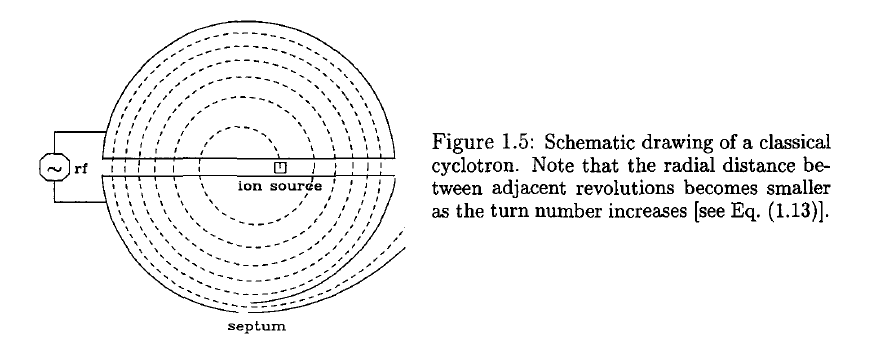 rf
ion source
septum
Figure 1.5: Schematic drawing of a classical
cyclotron. Note that the radial distance be-
tween adjacent revolutions becomes smaller
as the turn number increases [see Eq. (1.13)].